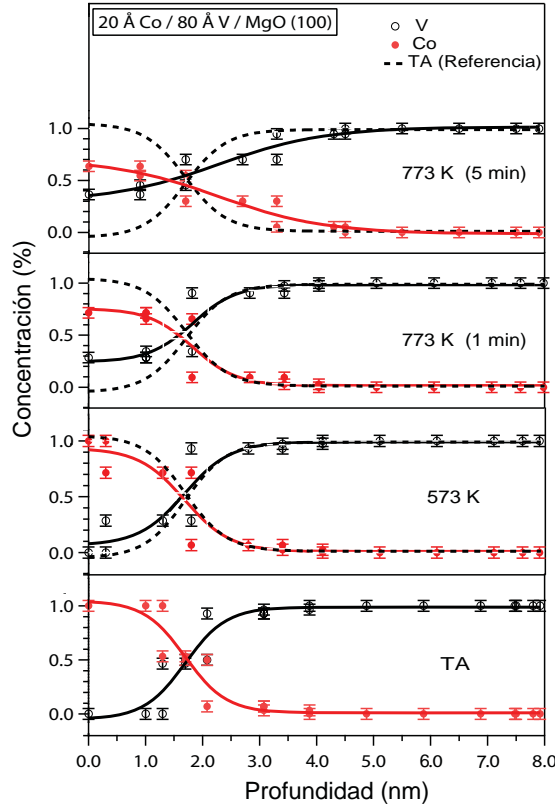 20 Å Co / 80 Å V / MgO (100)
V
Co
TA (Referencia)
1.0
0.5
0.0
773 K (5 min)
1.0
0.5
0.0
773 K (1 min)
1.0
0.5
0.0
573 K
1.0
0.5
0.0
TA
Concentración (%)
0.0 1.0 2.0 3.0 4.0 5.0 6.0 7.0 8.0
Profundidad (nm)